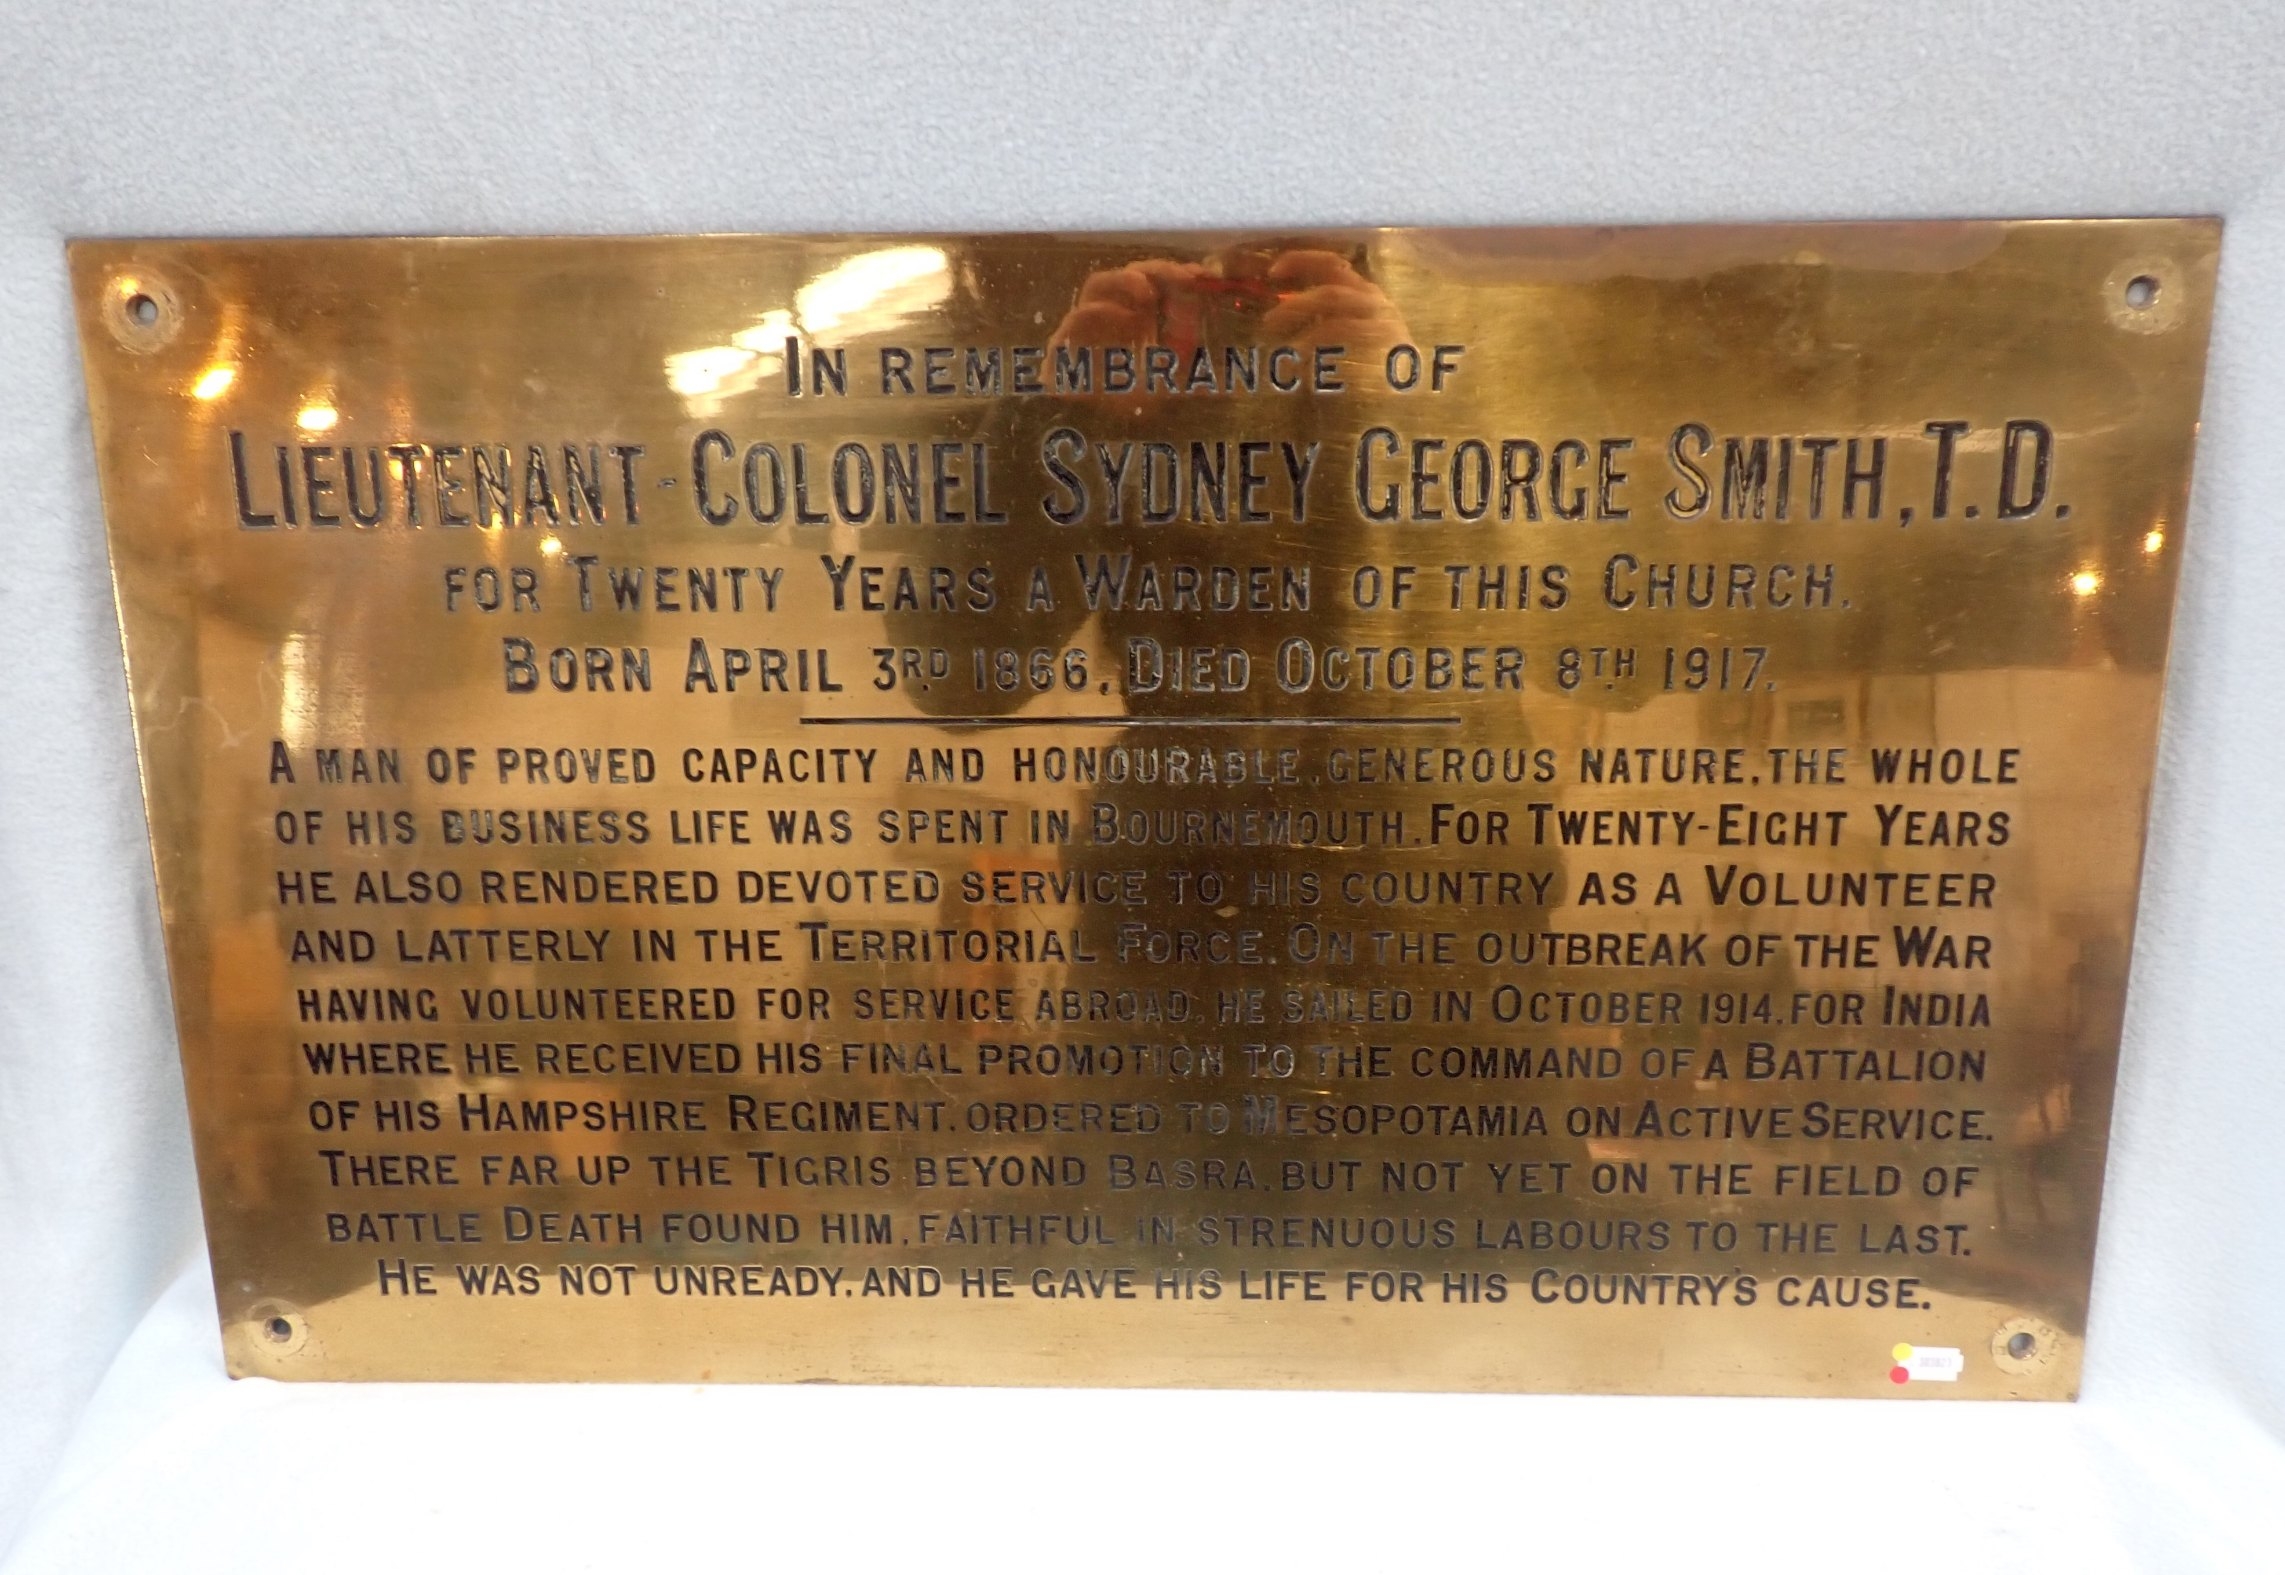 IN REMEMBRANCE OF
LIEUTENANT-COLONEL SYDNEY GEORGE SMITH, T.D.
FOR TWENTY YEARS A WARDEN OF THIS CHURCH.
BORN APRIL 3RD 1866, DIED OCTOBER 8TH 1917.
A MAN OF PROVED CAPACITY AND HONOURABLE, GENEROUS NATURE, THE WHOLE
OF HIS BUSINESS LIFE WAS SPENT IN BOURNEMOUTH. FOR TWENTY-EIGHT YEARS
HE ALSO RENDERED DEVOTED SERVICE TO HIS COUNTRY AS A VOLUNTEER
AND LATTERLY IN THE TERRITORIAL FORCE. ON THE OUTBREAK OF THE WAR
HAVING VOLUNTEERED FOR SERVICE ABROAD, HE SAILED IN OCTOBER 1914, FOR INDIA
WHERE HE RECEIVED HIS FINAL PROMOTION TO THE COMMAND OF A BATTALION
OF HIS HAMPSHIRE REGIMENT, ORDERED TO MESOPOTAMIA ON ACTIVE SERVICE.
THERE FAR UP THE TIGRIS BEYOND BASRA, BUT NOT YET ON THE FIELD OF
BATTLE DEATH FOUND HIM, FAITHFUL IN STRENUOUS LABOURS TO THE LAST.
HE WAS NOT UNREADY, AND HE GAVE HIS LIFE FOR HIS COUNTRY'S CAUSE.